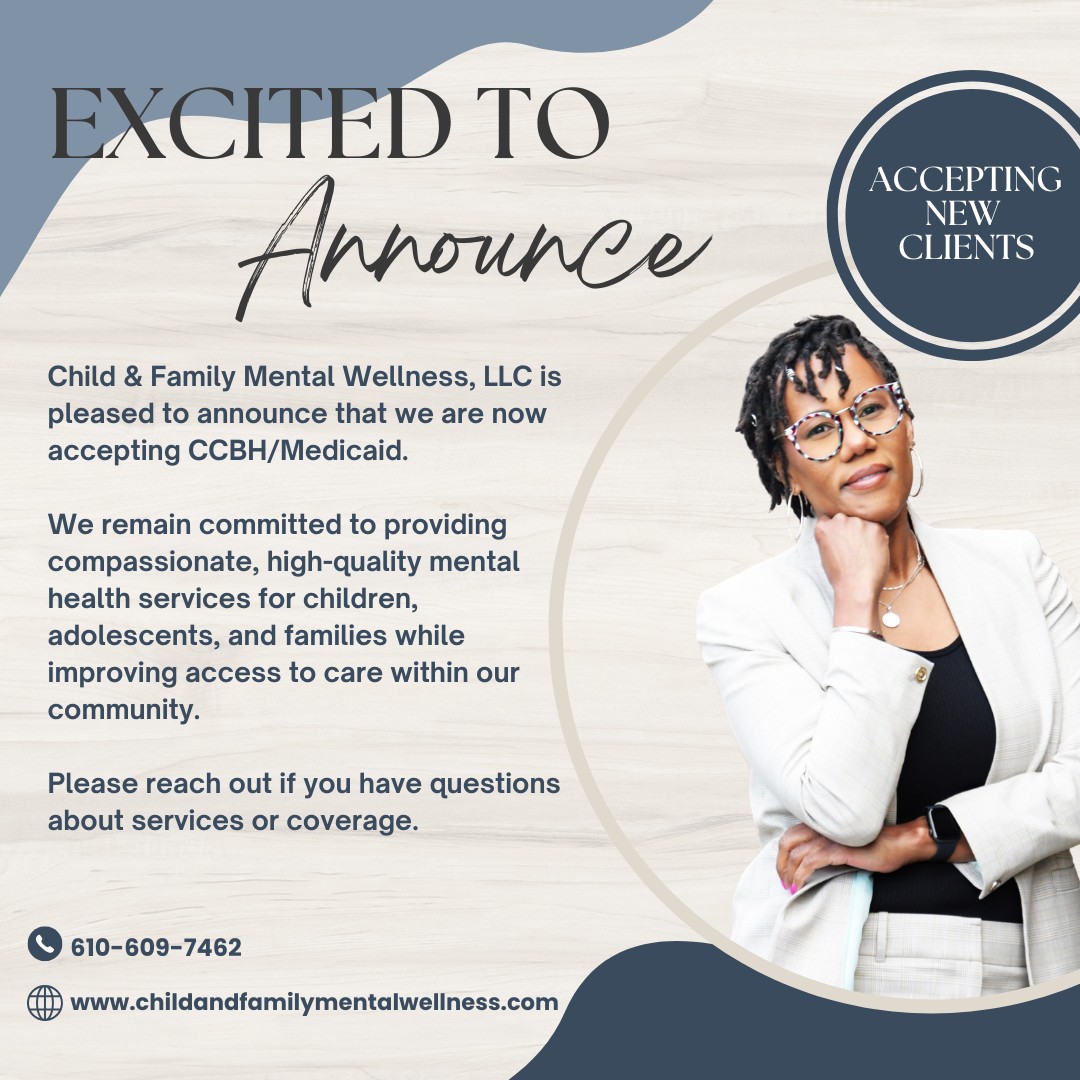 EXCITED TO
Announce
ACCEPTING
NEW
CLIENTS
Child & Family Mental Wellness, LLC is
pleased to announce that we are now
accepting CCBH/Medicaid.
We remain committed to providing
compassionate, high-quality mental
health services for children,
adolescents, and families while
improving access to care within our
community.
Please reach out if you have questions
about services or coverage.
610-609-7462
www.childandfamilymentalwellness.com